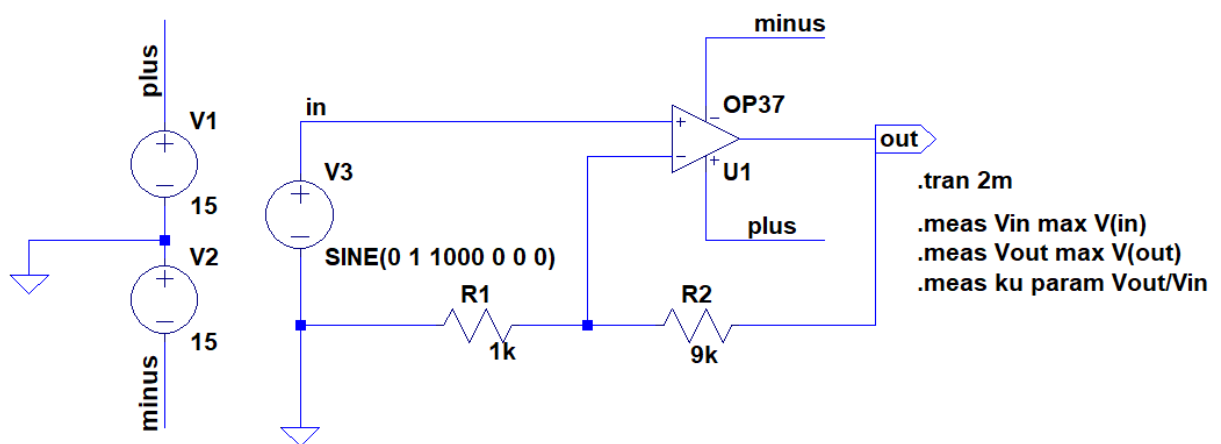 plus
V1
15
V2
15
minus
in
V3
SINE(0 1 1000 0 0 0)
R1
1k
R2
9k
minus
OP37
U1
plus
out
.tran 2m
.meas Vin max V(in)
.meas Vout max V(out)
.meas ku param Vout/Vin